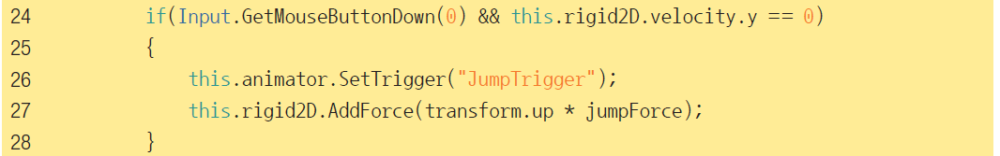 24 if(Input.GetMouseButtonDown(0) && this.rigid2D.velocity.y == 0)
25 {
26 this.animator.SetTrigger("JumpTrigger");
27 this.rigid2D.AddForce(transform.up * jumpForce);
28 }